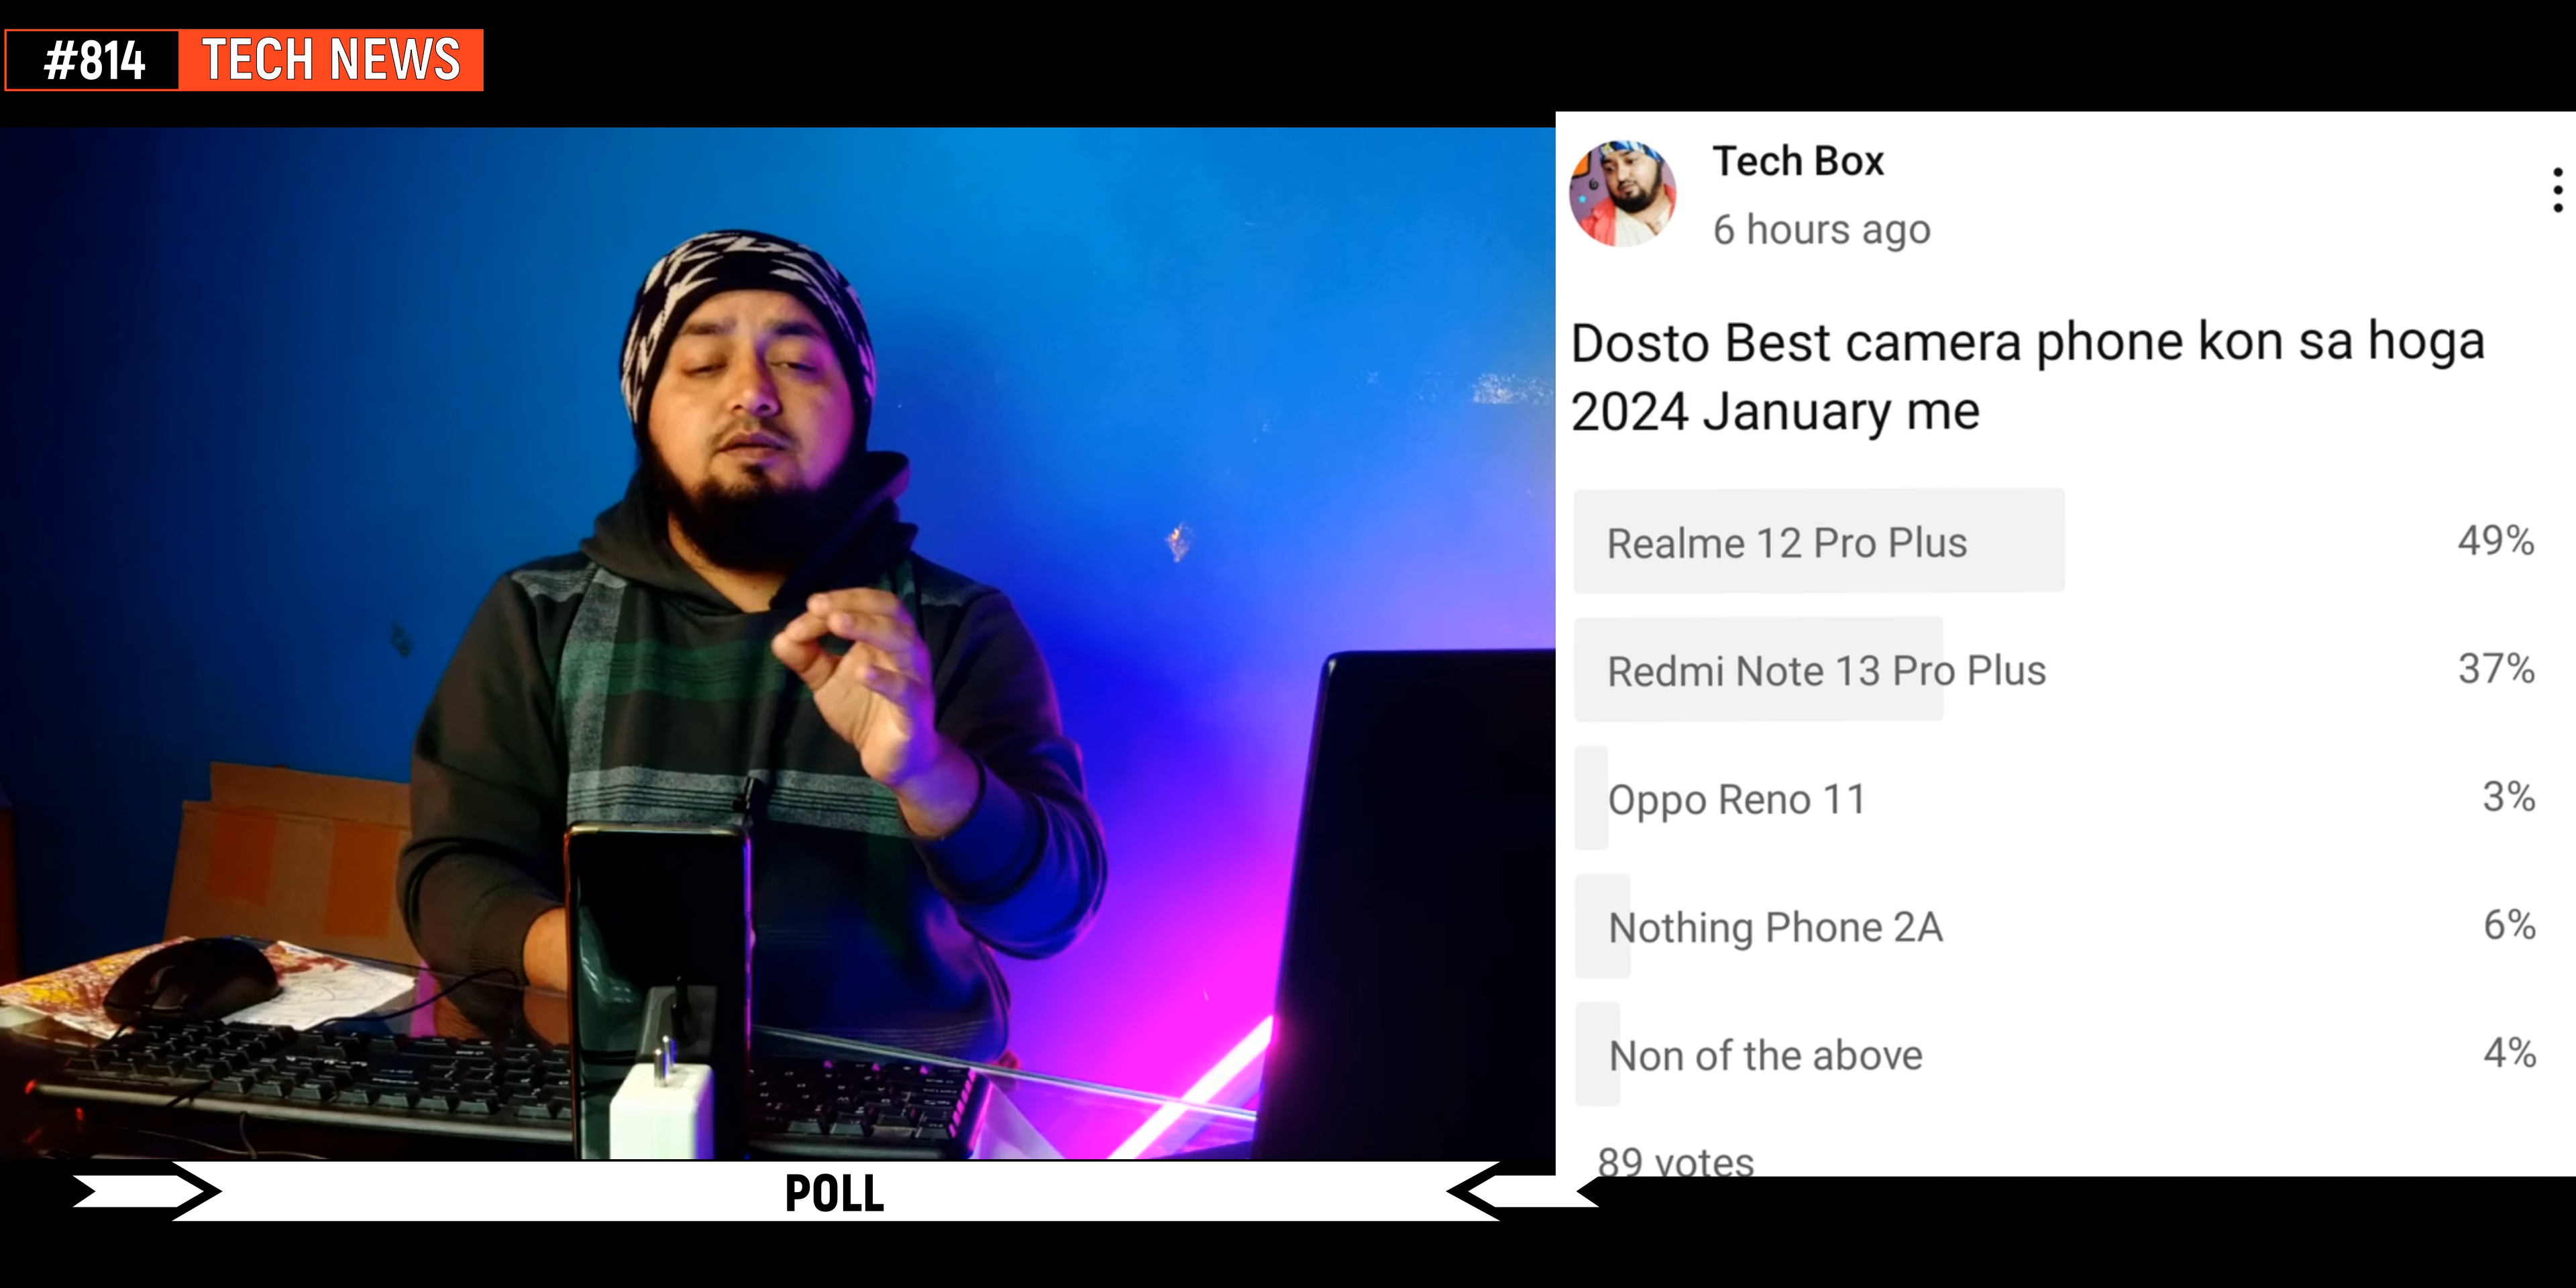 #814 TECH NEWS
Tech Box
6 hours ago
Dosto Best camera phone kon sa hoga
2024 January me
Realme 12 Pro Plus 49%
Redmi Note 13 Pro Plus 37%
Oppo Reno 11 3%
Nothing Phone 2A 6%
Non of the above 4%
89 votes
POLL